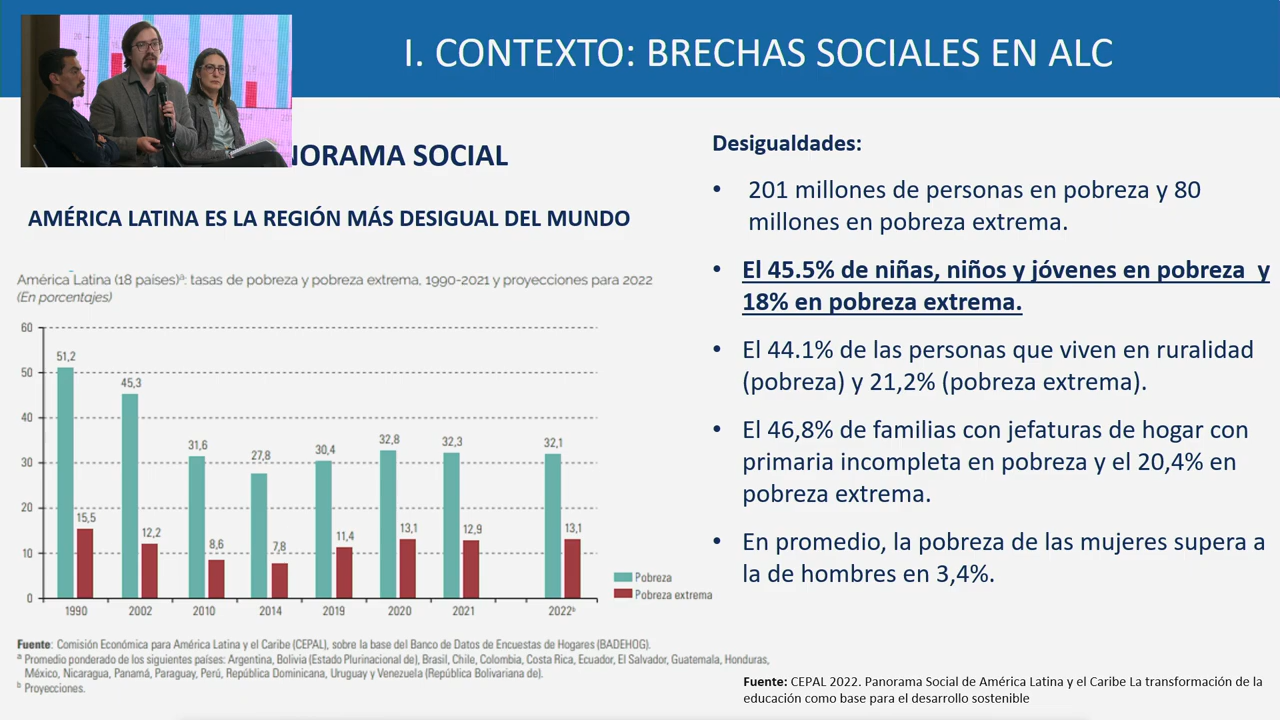 I. CONTEXTO: BRECHAS SOCIALES EN ALC
NORAMA SOCIAL
AMÉRICA LATINA ES LA REGIÓN MÁS DESIGUAL DEL MUNDO
América Latina (18 países)ª: tasas de pobreza y pobreza extrema, 1990-2021 y proyecciones para 2022
(En porcentajes)
60
50
40
30
20
10
0
51,2
15,5
45,3
12,2
31,6
8,6
27,8
7,8
30,4
11,4
32,8
13,1
32,3
12,9
32,1
13,1
1990
2002
2010
2014
2019
2020
2021
2022ᵇ
Pobreza
Pobreza extrema
Fuente: Comisión Económica para América Latina y el Caribe (CEPAL), sobre la base del Banco de Datos de Encuestas de Hogares (BADEHOG).
ª Promedio ponderado de los siguientes países: Argentina, Bolivia (Estado Plurinacional de), Brasil, Chile, Colombia, Costa Rica, Ecuador, El Salvador, Guatemala, Honduras,
México, Nicaragua, Panamá, Paraguay, Perú, República Dominicana, Uruguay y Venezuela (República Bolivariana de).
ᵇ Proyecciones.
Desigualdades:
• 201 millones de personas en pobreza y 80
millones en pobreza extrema.
• El 45.5% de niñas, niños y jóvenes en pobreza y
18% en pobreza extrema.
• El 44.1% de las personas que viven en ruralidad
(pobreza) y 21,2% (pobreza extrema).
• El 46,8% de familias con jefaturas de hogar con
primaria incompleta en pobreza y el 20,4% en
pobreza extrema.
• En promedio, la pobreza de las mujeres supera a
la de hombres en 3,4%.
Fuente: CEPAL 2022. Panorama Social de América Latina y el Caribe La transformación de la
educación como base para el desarrollo sostenible